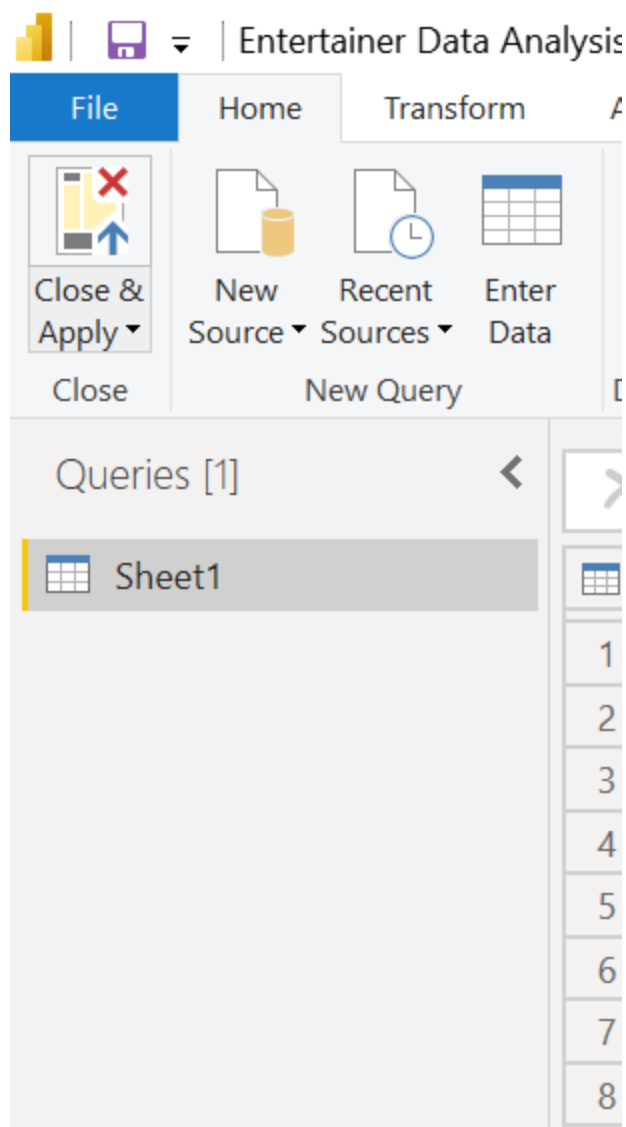 Entertainer Data Analysis
File Home Transform
Close & Apply
New Source
Recent Sources
Enter Data
Close
New Query
Queries [1]
Sheet1
1
2
3
4
5
6
7
8